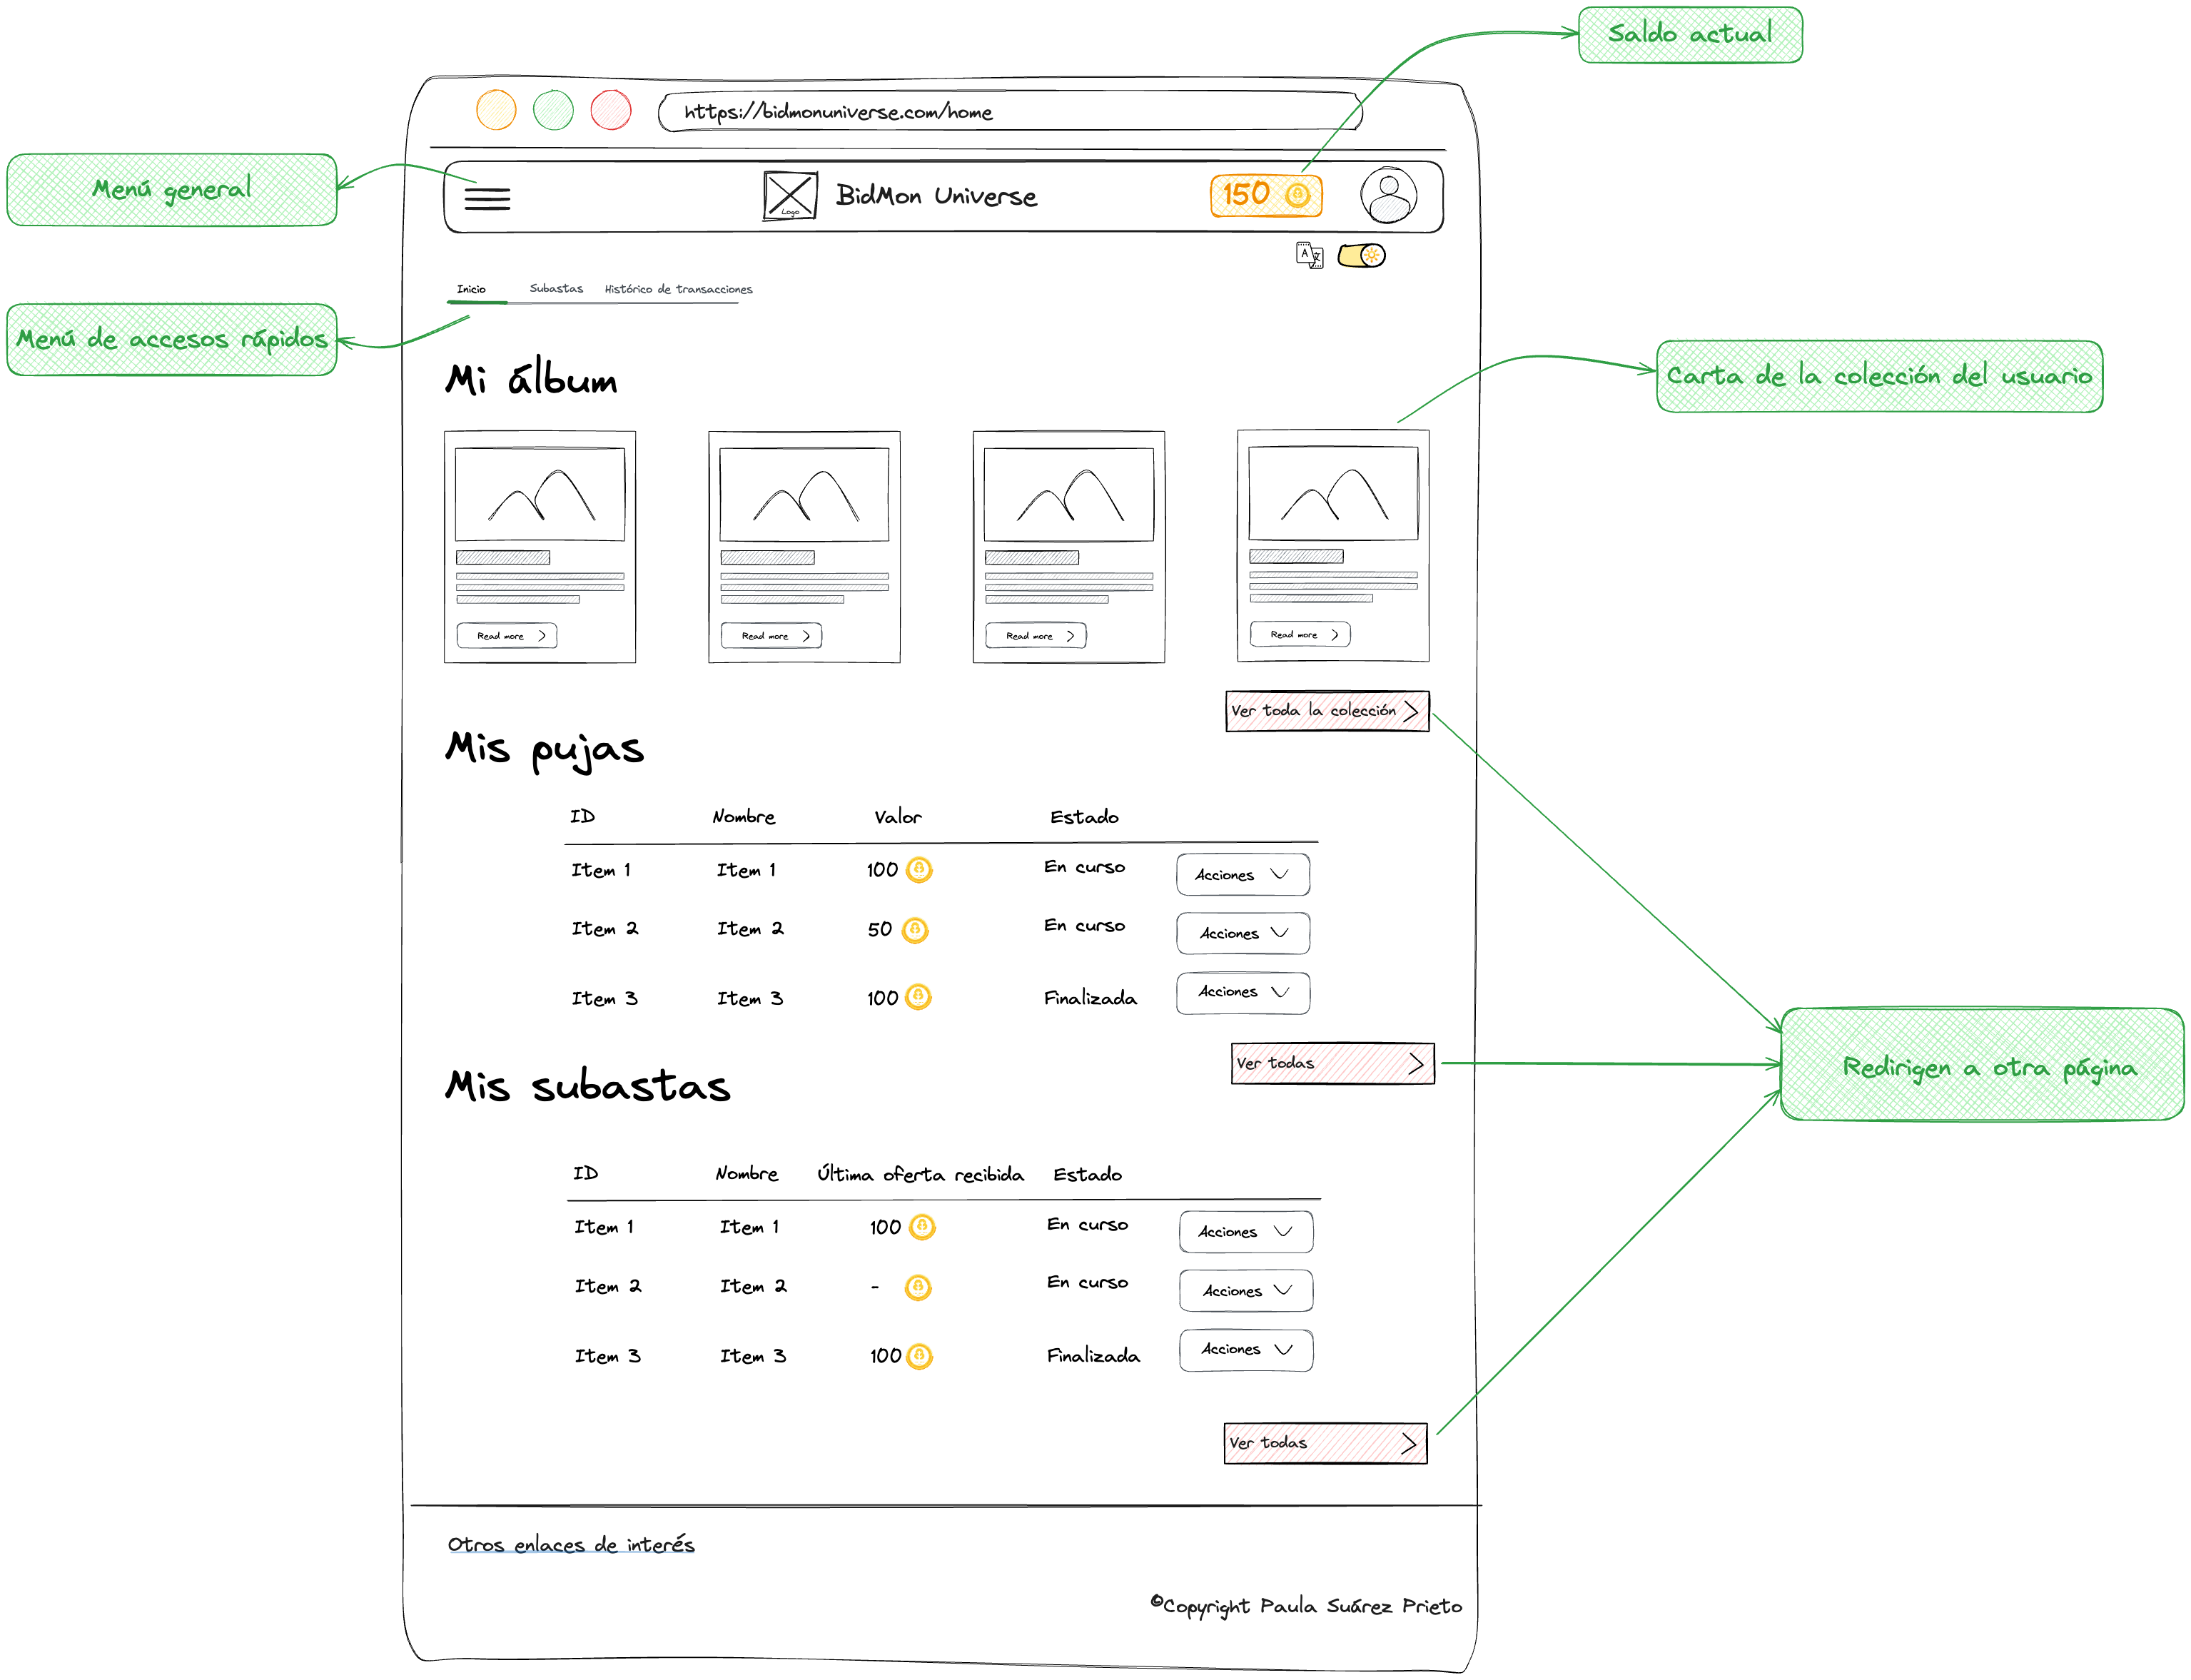 Saldo actual
https://bidmonuniverse.com/home
Menú general
Logo
BidMon Universe
150
A
Inicio Subastas Histórico de transacciones
Menú de accesos rápidos
Mi álbum
Carta de la colección del usuario
Read more Read more Read more Read more
Ver toda la colección
Mis pujas
ID Nombre Valor Estado
Item 1 Item 1 100 En curso Acciones
Item 2 Item 2 50 En curso Acciones
Item 3 Item 3 100 Finalizada Acciones
Ver todas
Redirigen a otra página
Mis subastas
ID Nombre Última oferta recibida Estado
Item 1 Item 1 100 En curso Acciones
Item 2 Item 2 - En curso Acciones
Item 3 Item 3 100 Finalizada Acciones
Ver todas
Otros enlaces de interés
©Copyright Paula Suárez Prieto